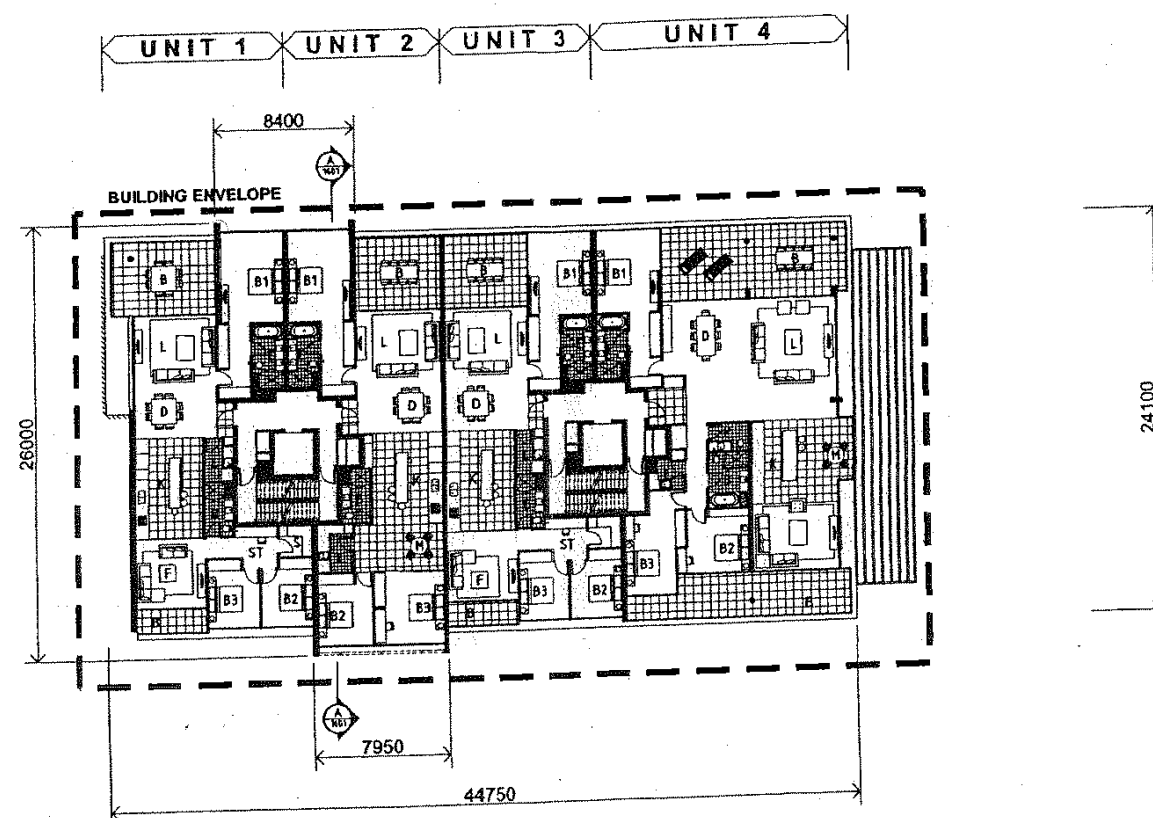 UNIT 1 UNIT 2 UNIT 3 UNIT 4
8400
A
1401
BUILDING ENVELOPE
B B1 B1 B B B1 B1 B
L L L D L
D D D
26000
24100
K K K M
ST S M ST
F B3 B2 B2 B3 F B3 B2 B3 B2
B B B
A
1401
7950
44750